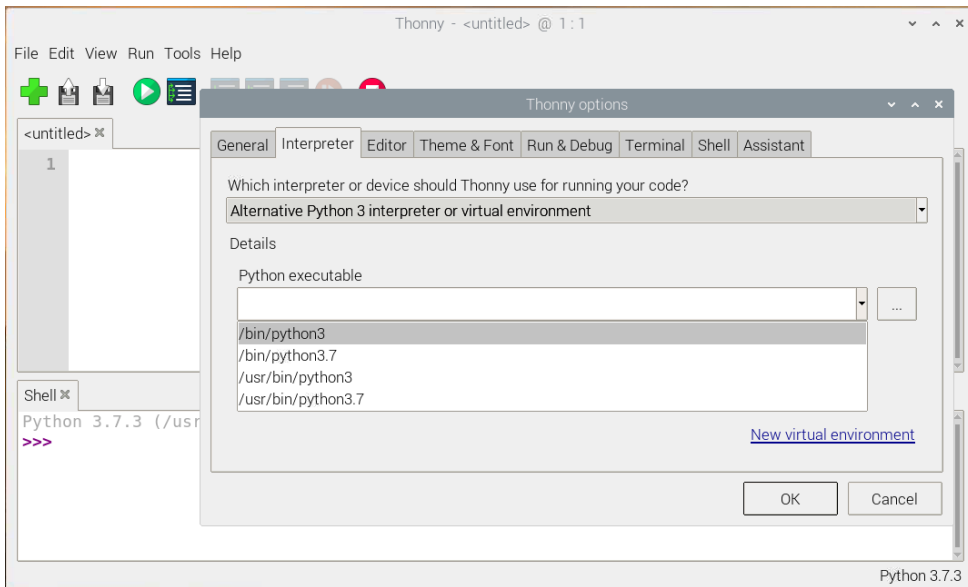 Thonny - <untitled> @ 1:1
File Edit View Run Tools Help
Thonny options
<untitled>
General Interpreter Editor Theme & Font Run & Debug Terminal Shell Assistant
1
Which interpreter or device should Thonny use for running your code?
Alternative Python 3 interpreter or virtual environment
Details
Python executable
...
/bin/python3
/bin/python3.7
/usr/bin/python3
/usr/bin/python3.7
Shell
Python 3.7.3 (/usr
>>>
New virtual environment
OK Cancel
Python 3.7.3